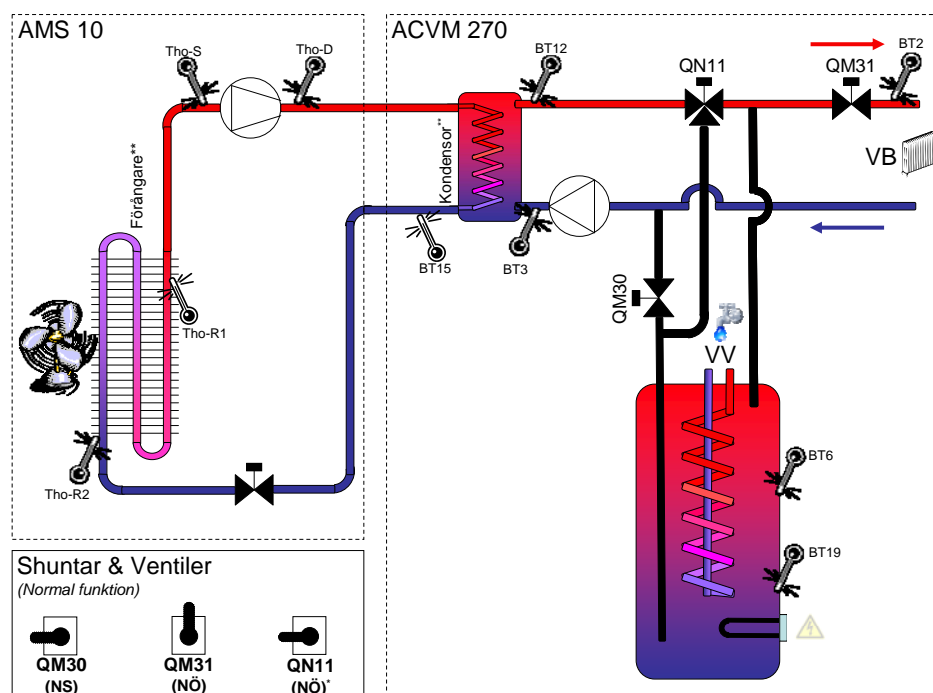 AMS 10
ACVM 270
Tho-S
Tho-D
BT12
QN11
QM31
BT2
Förångare**
Kondensor**
VB
BT15
BT3
Tho-R1
QM30
VV
Tho-R2
BT6
BT19
Shuntar & Ventiler
(Normal funktion)
QM30
(NS)
QM31
(NÖ)
QN11
(NÖ)*